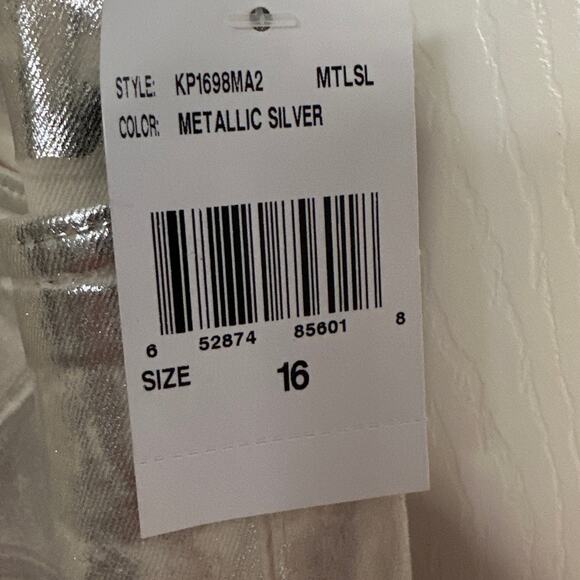 STYLE: KP1698MA2 MTLSL
COLOR: METALLIC SILVER
6 52874 85601 8
SIZE 16